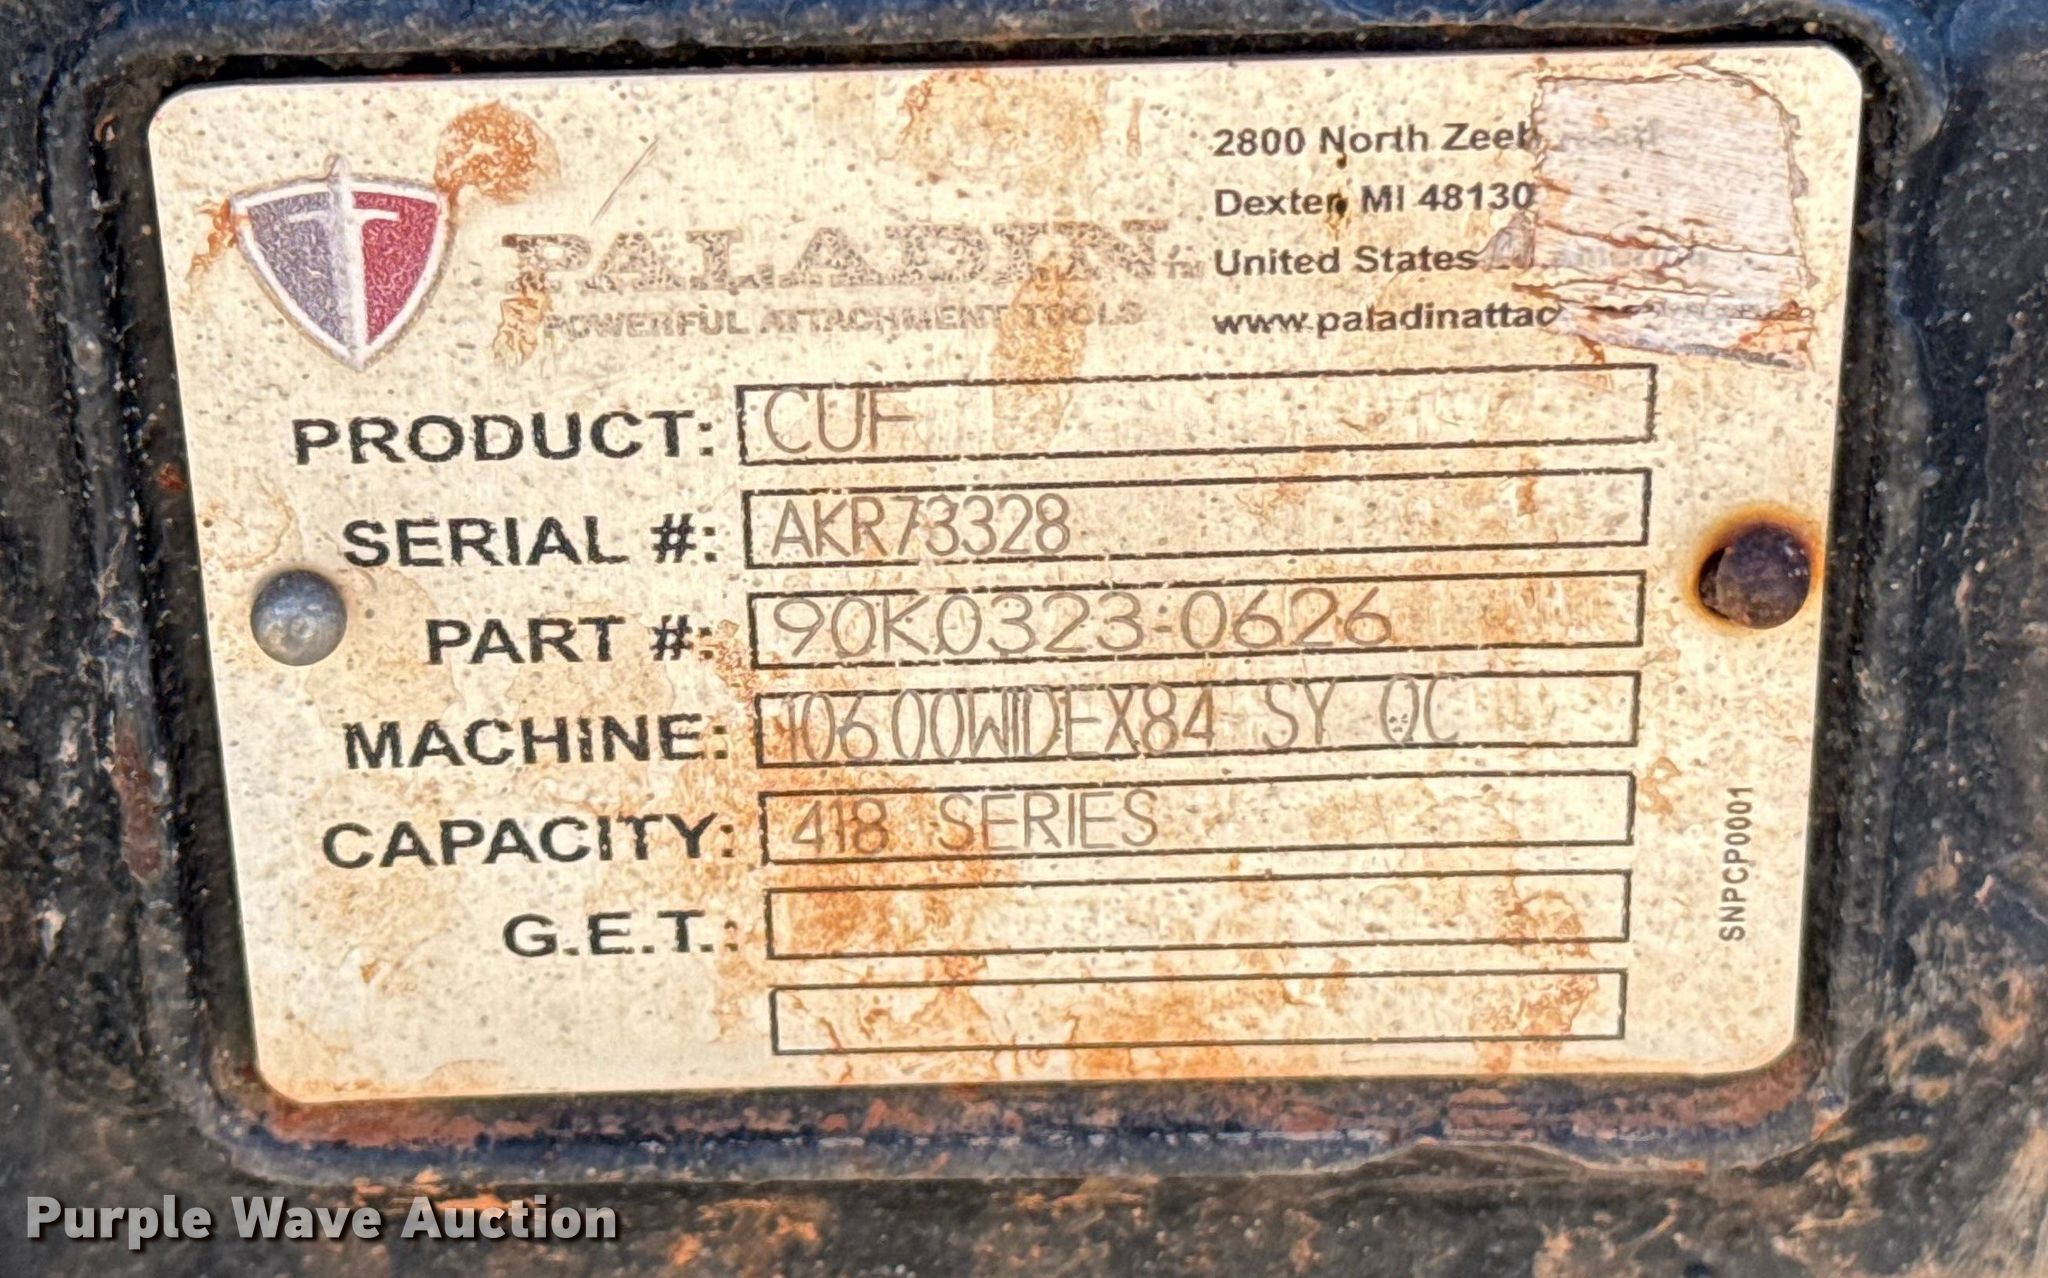 PALADIN TM
POWERFUL ATTACHMENT TOOLS
2800 North
Dexter, MI 48130
United States
www.paladinattac
PRODUCT: CUF
SERIAL #: AKR73328
PART #: 90K0323-0626
MACHINE: 10600WIDEX84 SY QC
CAPACITY: 418 SERIES
G.E.T.:
SNPCP0001
Purple Wave Auction